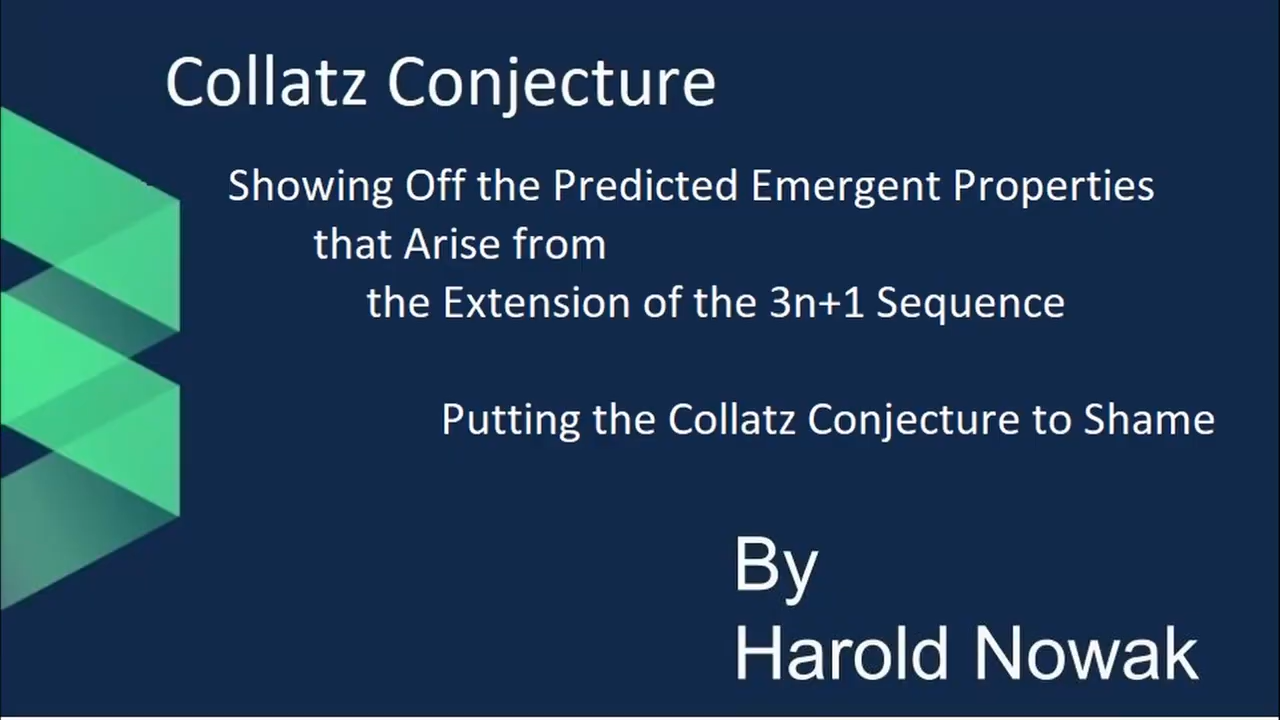 Collatz Conjecture
Showing Off the Predicted Emergent Properties
that Arise from
the Extension of the 3n+1 Sequence
Putting the Collatz Conjecture to Shame
By
Harold Nowak